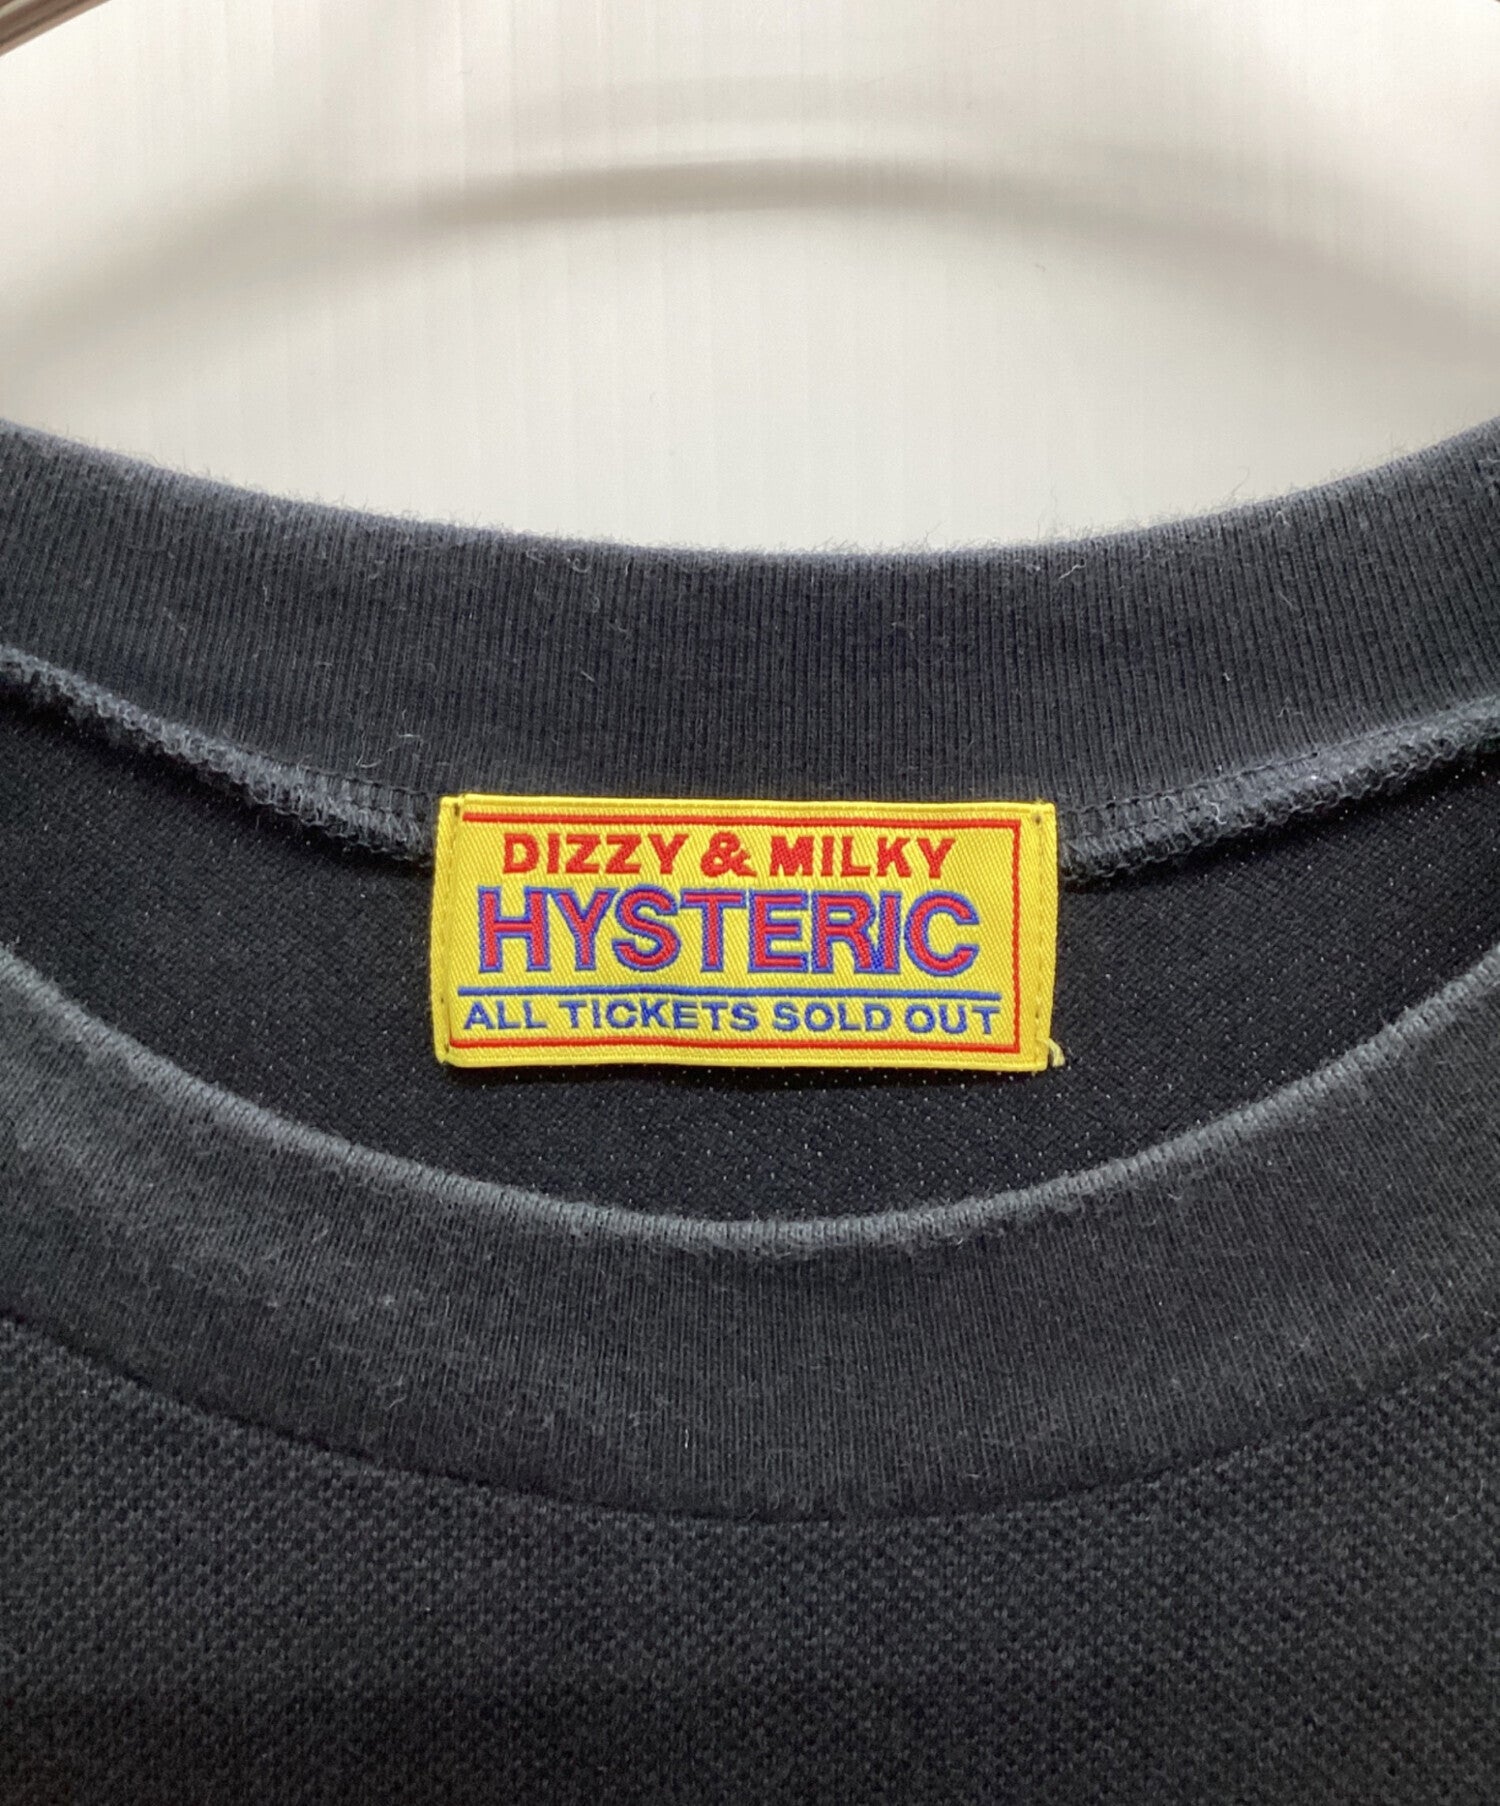 DIZZY & MILKY
HYSTERIC
ALL TICKETS SOLD OUT